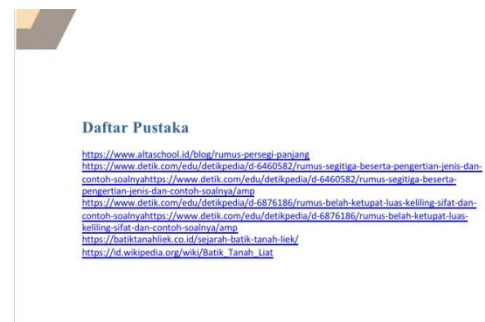 Daftar Pustaka
https://www.altaschool.id/blog/rumus-persegi-panjang
https://www.detik.com/edu/detikpedia/d-6460582/rumus-segitiga-beserta-pengertian-jenis-dan-
contoh-soalnyahttps://www.detik.com/edu/detikpedia/d-6460582/rumus-segitiga-beserta-
pengertian-jenis-dan-contoh-soalnya/amp
https://www.detik.com/edu/detikpedia/d-6876186/rumus-belah-ketupat-luas-keliling-sifat-dan-
contoh-soalnyahttps://www.detik.com/edu/detikpedia/d-6876186/rumus-belah-ketupat-luas-
keliling-sifat-dan-contoh-soalnya/amp
https://batiktanahliek.co.id/sejarah-batik-tanah-liek/
https://id.wikipedia.org/wiki/Batik_Tanah_Liat